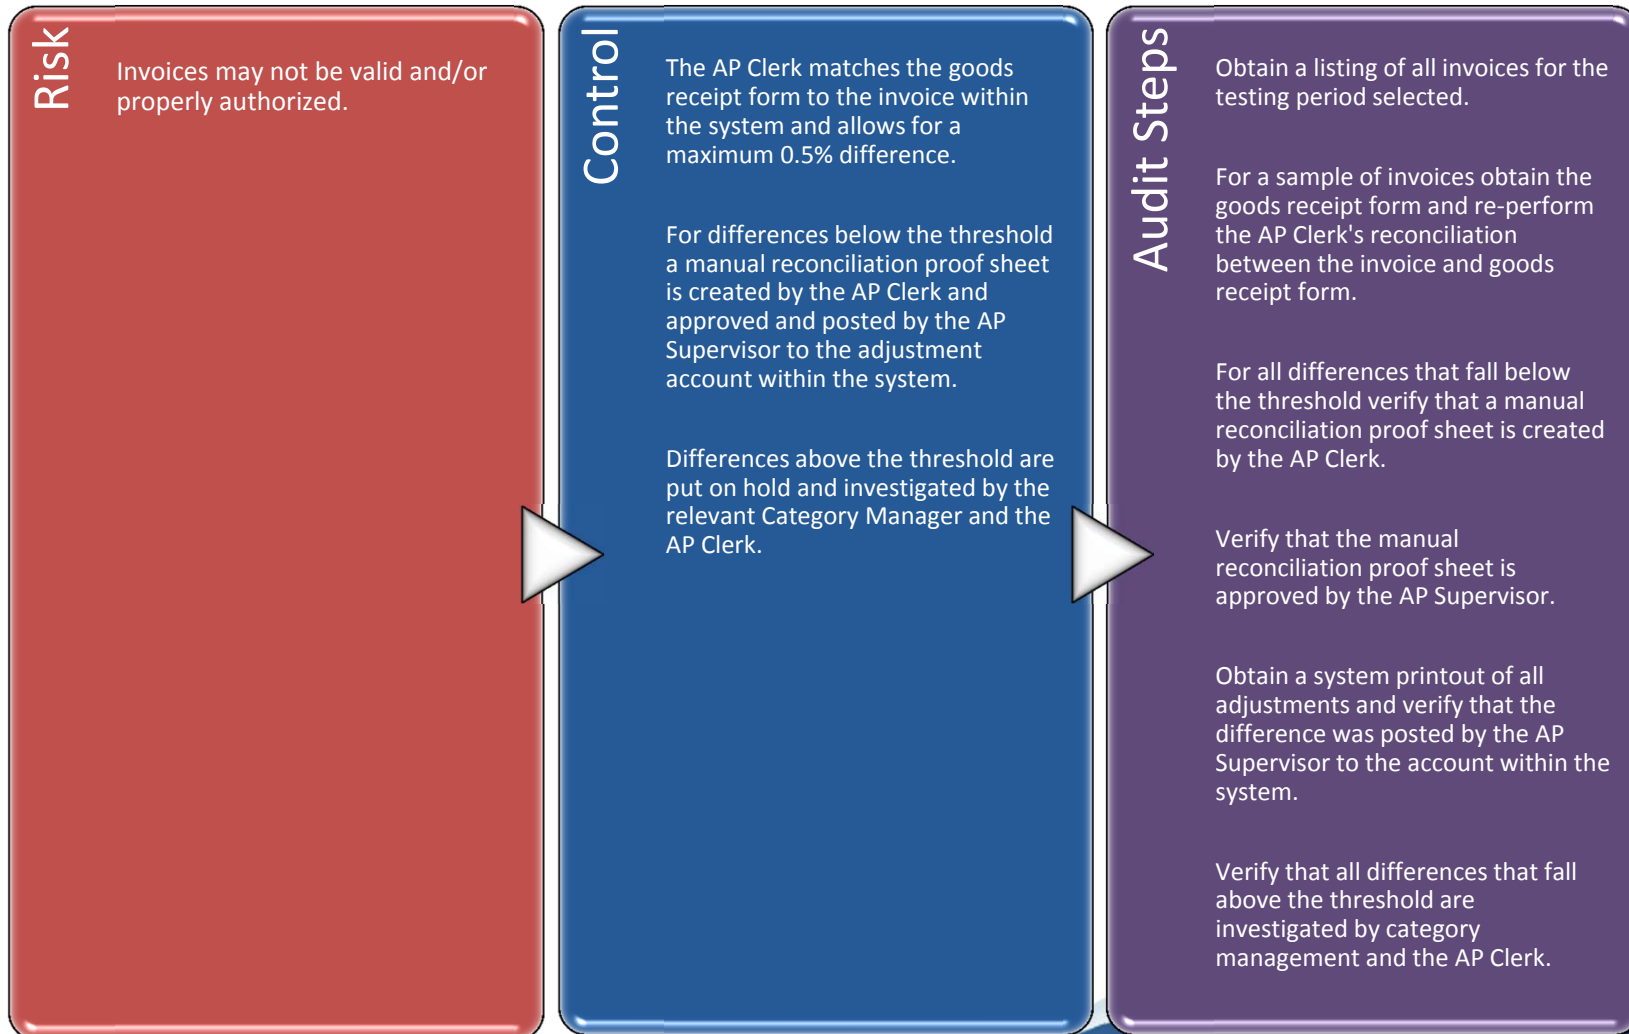 Risk
Invoices may not be valid and/or
properly authorized.
Control
The AP Clerk matches the goods
receipt form to the invoice within
the system and allows for a
maximum 0.5% difference.
For differences below the threshold
a manual reconciliation proof sheet
is created by the AP Clerk and
approved and posted by the AP
Supervisor to the adjustment
account within the system.
Differences above the threshold are
put on hold and investigated by the
relevant Category Manager and the
AP Clerk.
Audit Steps
Obtain a listing of all invoices for the
testing period selected.
For a sample of invoices obtain the
goods receipt form and re-perform
the AP Clerk's reconciliation
between the invoice and goods
receipt form.
For all differences that fall below
the threshold verify that a manual
reconciliation proof sheet is created
by the AP Clerk.
Verify that the manual
reconciliation proof sheet is
approved by the AP Supervisor.
Obtain a system printout of all
adjustments and verify that the
difference was posted by the AP
Supervisor to the account within the
system.
Verify that all differences that fall
above the threshold are
investigated by category
management and the AP Clerk.